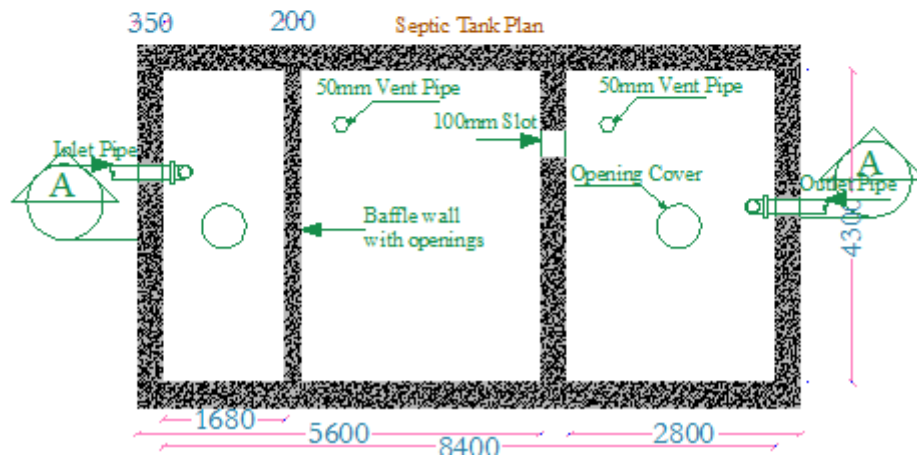 350
200
Septic Tank Plan
50mm Vent Pipe
50mm Vent Pipe
100mm Slot
Inlet Pipe
A
A
Opening Cover
Outlet Pipe
Baffle wall
with openings
4300
1680
5600
2800
8400